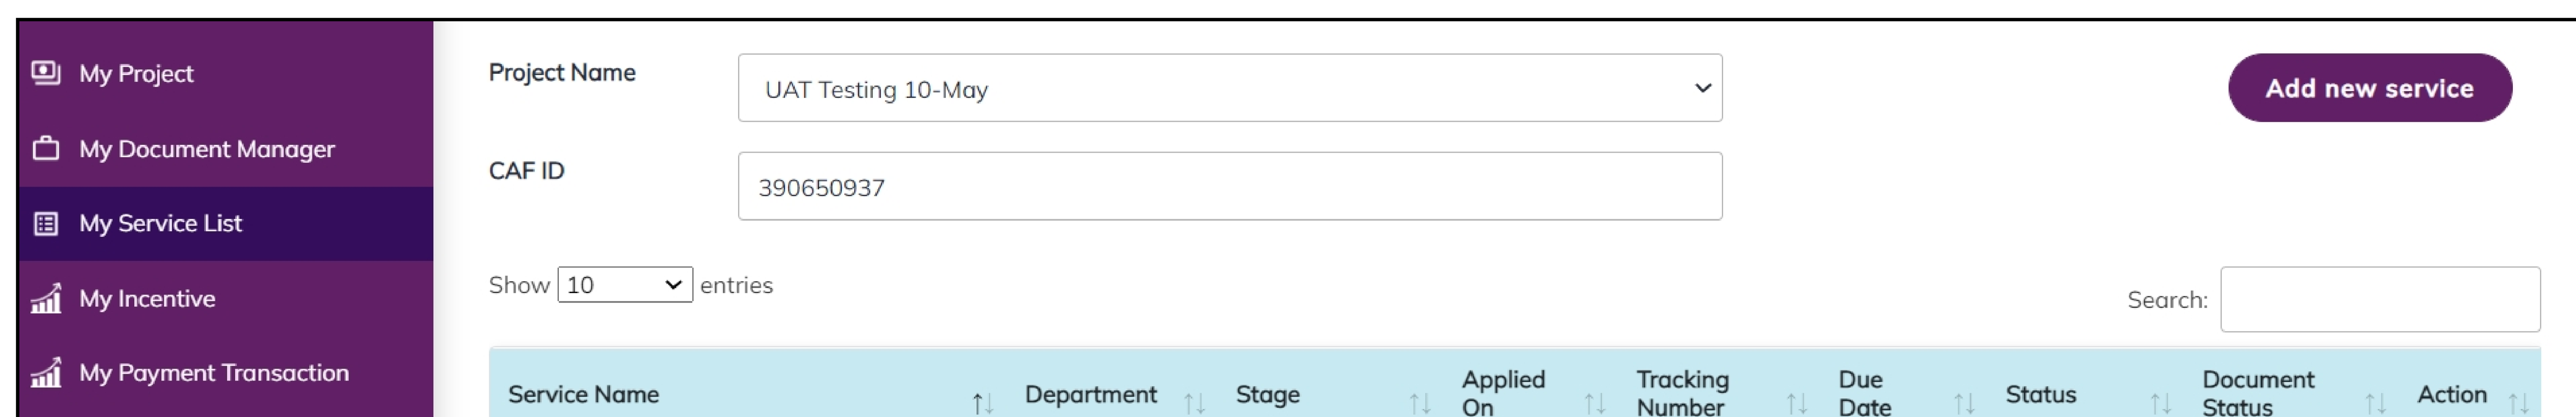 My Project
My Document Manager
My Service List
My Incentive
My Payment Transaction
Project Name
UAT Testing 10-May
Add new service
CAF ID
390650937
Show 10 entries
Search:
Service Name
Department
Stage
Applied
On
Tracking
Number
Due
Date
Status
Document
Status
Action